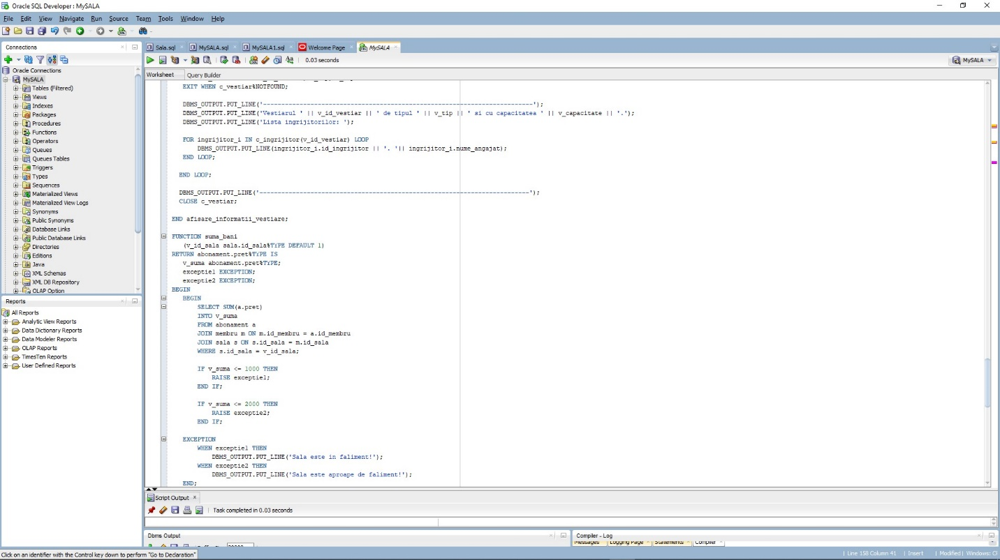 Oracle SQL Developer : MySALA
File Edit View Navigate Run Source Team Tools Window Help
Connections
Oracle Connections
MySALA
Tables (Filtered)
Views
Indexes
Packages
Procedures
Functions
Operators
Queues
Queues Tables
Triggers
Types
Sequences
Materialized Views
Materialized View Logs
Synonyms
Public Synonyms
Database Links
Public Database Links
Directories
Editions
Java
XML Schemas
XML DB Repository
OLAP Option
Reports
All Reports
Analytic View Reports
Data Dictionary Reports
Data Modeler Reports
OLAP Reports
TimesTen Reports
User Defined Reports
Sala.sql MySALA.sql MySALA1.sql Welcome Page MySALA
0.03 seconds
MySALA
Worksheet Query Builder
EXIT WHEN c_vestiar%NOTFOUND;
DBMS_OUTPUT.PUT_LINE('--------------------------------------------------------------------------');
DBMS_OUTPUT.PUT_LINE('Vestiarul ' || v_id_vestiar || ' de tipul ' || v_tip || ' si cu capacitatea ' || v_capacitate || '.');
DBMS_OUTPUT.PUT_LINE('Lista ingrijitorilor: ');
FOR ingrijitor_i IN c_ingrijitor(v_id_vestiar) LOOP
DBMS_OUTPUT.PUT_LINE(ingrijitor_i.id_ingrijitor || '. '|| ingrijitor_i.nume_angajat);
END LOOP;
END LOOP;
DBMS_OUTPUT.PUT_LINE('--------------------------------------------------------------------------');
CLOSE c_vestiar;
END afisare_informatii_vestiare;
FUNCTION suma_bani
(v_id_sala sala.id_sala%TYPE DEFAULT 1)
RETURN abonament.pret%TYPE IS
v_suma abonament.pret%TYPE;
exceptie1 EXCEPTION;
exceptie2 EXCEPTION;
BEGIN
BEGIN
SELECT SUM(a.pret)
INTO v_suma
FROM abonament a
JOIN membru m ON m.id_membru = a.id_membru
JOIN sala s ON s.id_sala = m.id_sala
WHERE s.id_sala = v_id_sala;
IF v_suma <= 1000 THEN
RAISE exceptie1;
END IF;
IF v_suma <= 2000 THEN
RAISE exceptie2;
END IF;
EXCEPTION
WHEN exceptie1 THEN
DBMS_OUTPUT.PUT_LINE('Sala este in faliment!');
WHEN exceptie2 THEN
DBMS_OUTPUT.PUT_LINE('Sala este aproape de faliment!');
END;
Script Output
Task completed in 0.03 seconds
Dbms Output
Compiler - Log
Messages Logging Page Statements Compiler
Click on an identifier with the Control key down to perform "Go to Declaration"
Line 158 Column 41 | Insert | Modified | Windows: C